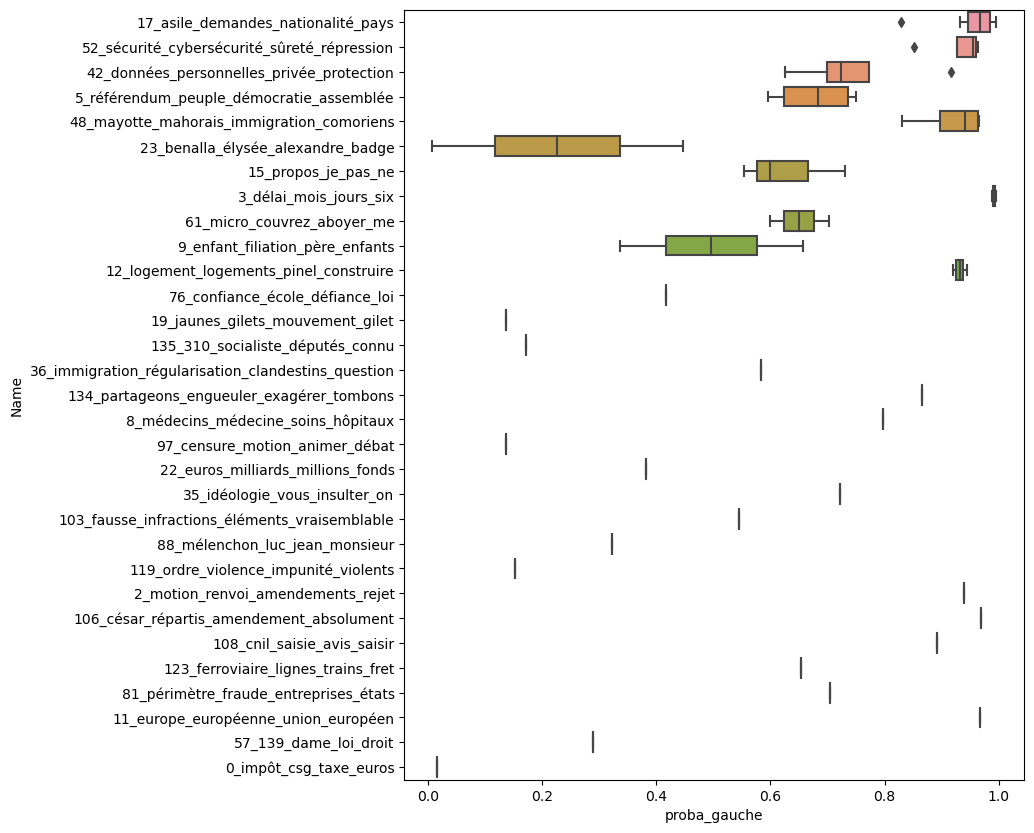 17_asile_demandes_nationalité_pays
52_sécurité_cybersécurité_sûreté_répression
42_données_personnelles_privée_protection
5_référendum_peuple_démocratie_assemblée
48_mayotte_mahorais_immigration_comoriens
23_benalla_élysée_alexandre_badge
15_propos_je_pas_ne
3_délai_mois_jours_six
61_micro_couvrez_aboyer_me
9_enfant_filiation_père_enfants
12_logement_logements_pinel_construire
76_confiance_école_défiance_loi
19_jaunes_gilets_mouvement_gilet
135_310_socialiste_députés_connu
36_immigration_régularisation_clandestins_question
134_partageons_engueuler_exagérer_tombons
8_médecins_médecine_soins_hôpitaux
97_censure_motion_animer_débat
22_euros_milliards_millions_fonds
35_idéologie_vous_insulter_on
103_fausse_infractions_éléments_vraisemblable
88_mélenchon_luc_jean_monsieur
119_ordre_violence_impunité_violents
2_motion_renvoi_amendements_rejet
106_césar_répartis_amendement_absolument
108_cnil_saisie_avis_saisir
123_ferroviaire_lignes_trains_fret
81_périmètre_fraude_entreprises_états
11_europe_européenne_union_européen
57_139_dame_loi_droit
0_impôt_csg_taxe_euros
Name
0.0 0.2 0.4 0.6 0.8 1.0
proba_gauche